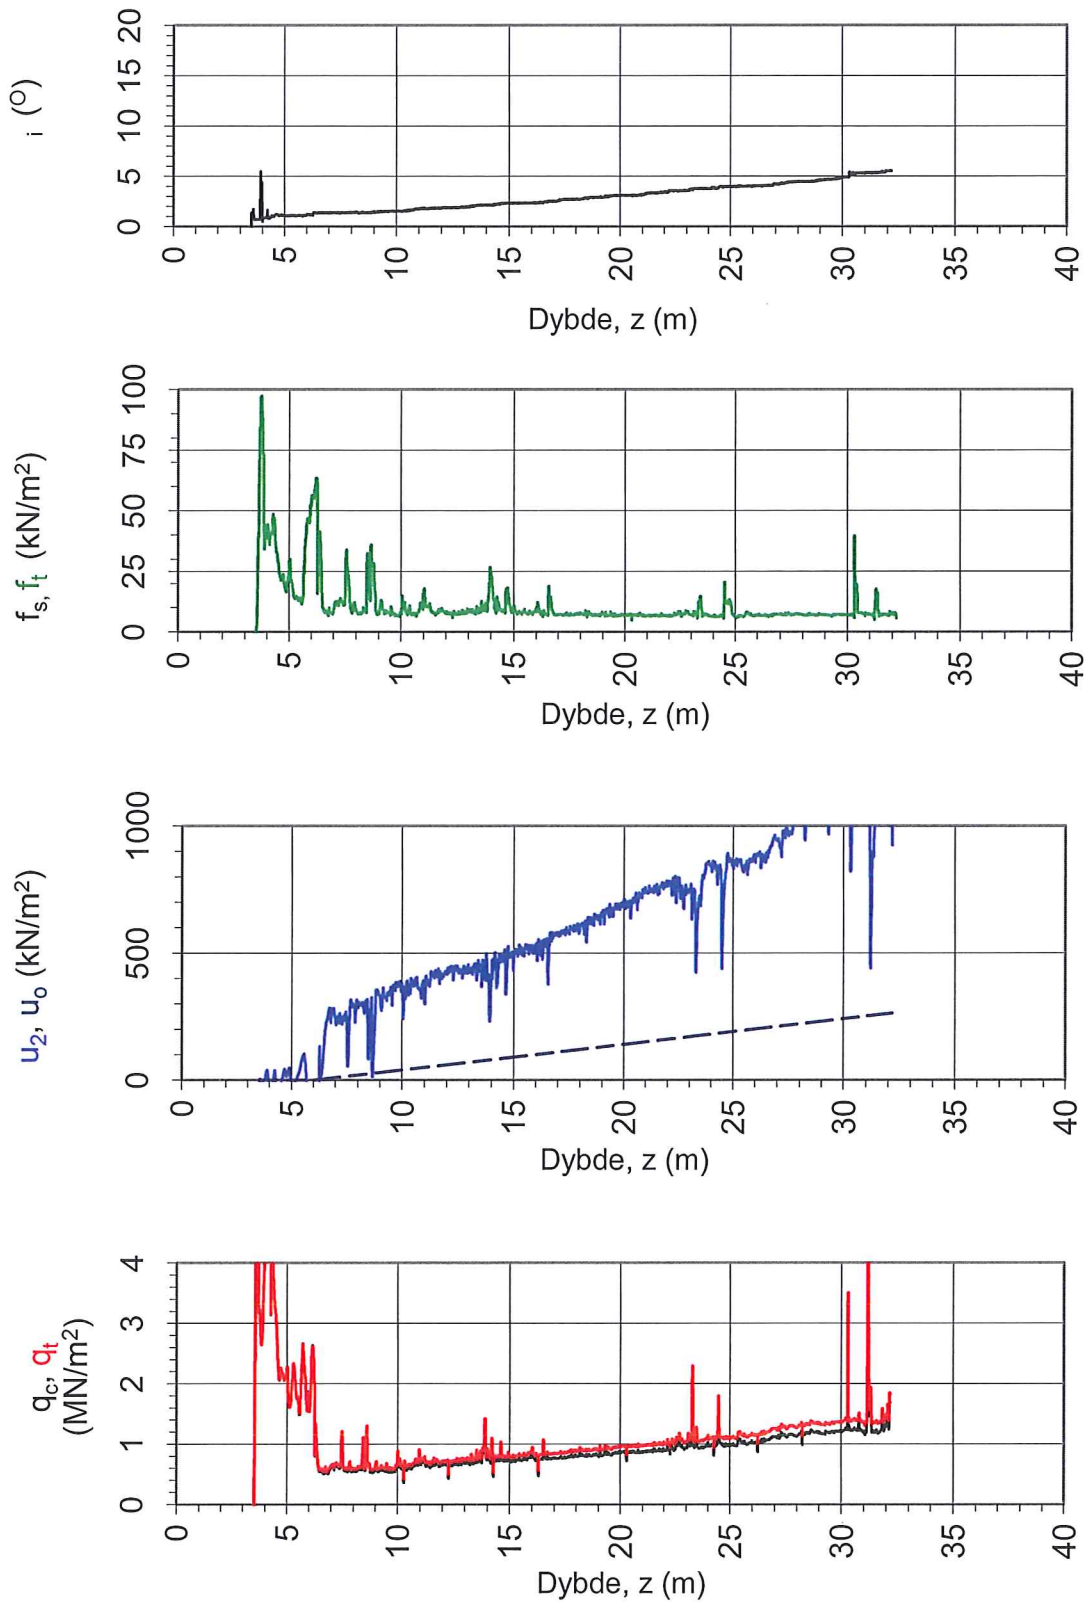 i (O)
20
15
10
5
0
0 5 10 15 20 25 30 35 40
Dybde, z (m)
fs, ft (kN/m2)
100
75
50
25
0
0 5 10 15 20 25 30 35 40
Dybde, z (m)
u2, uo (kN/m2)
1000
500
0
0 5 10 15 20 25 30 35 40
Dybde, z (m)
qc, qt
(MN/m2)
4
3
2
1
0
0 5 10 15 20 25 30 35 40
Dybde, z (m)